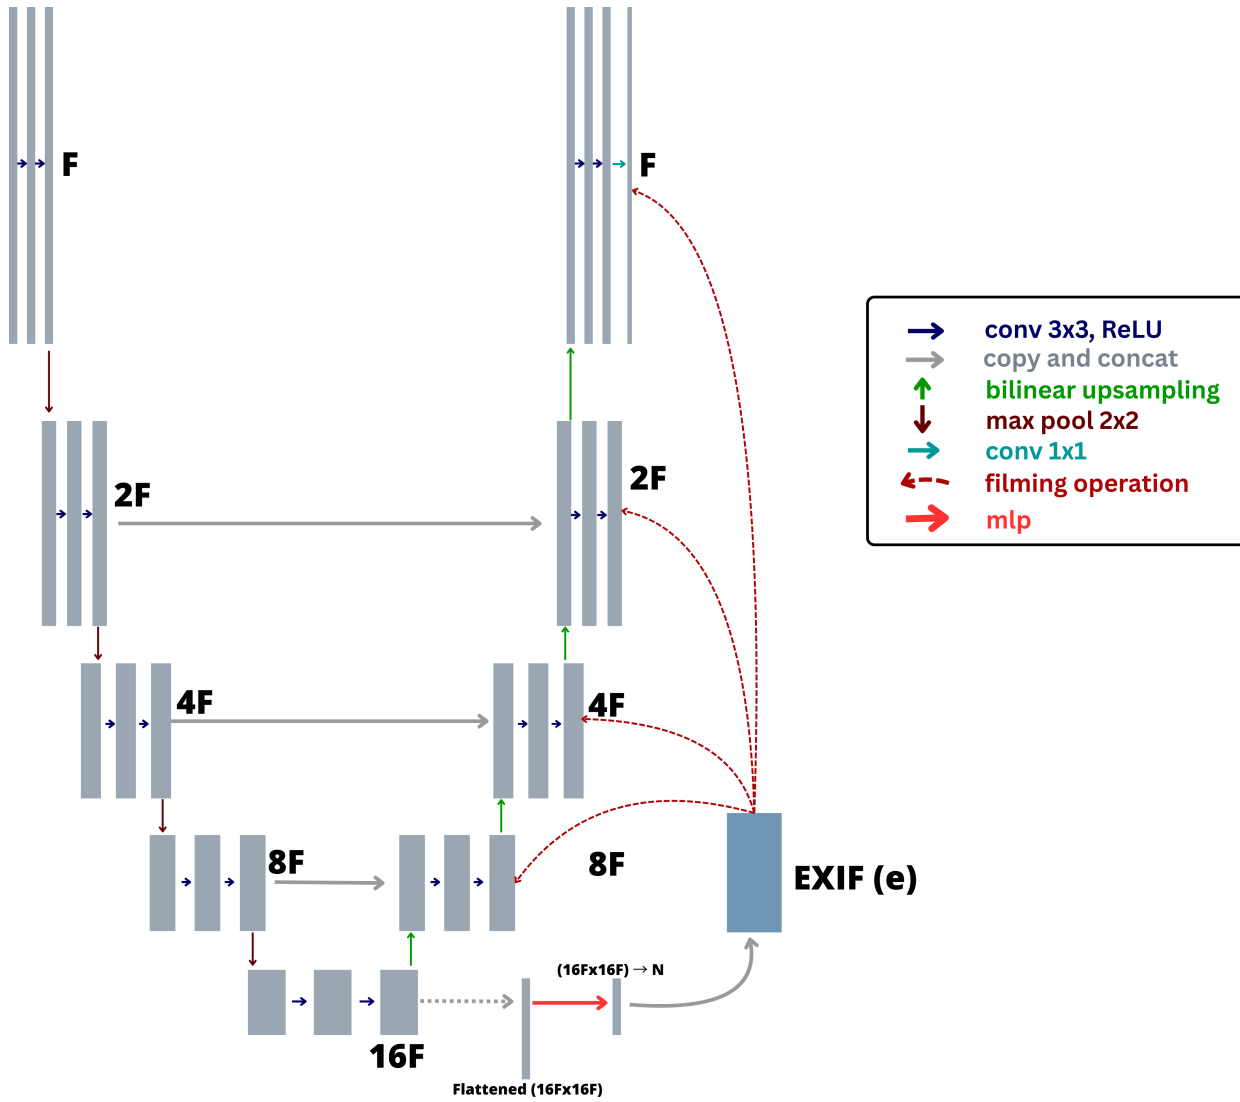 F
F
conv 3x3, ReLU
copy and concat
bilinear upsampling
max pool 2x2
conv 1x1
filming operation
mlp
2F
2F
4F
4F
8F
8F
EXIF (e)
(16Fx16F) → N
16F
Flattened (16Fx16F)